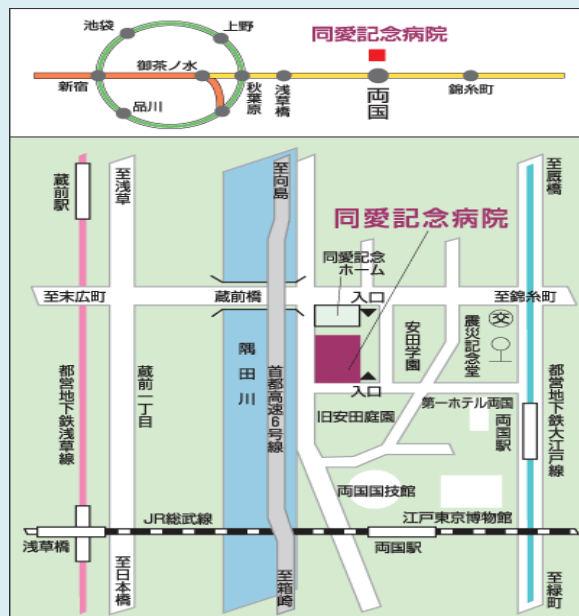 池袋
上野
同愛記念病院
御茶ノ水
新宿
秋葉原
浅草橋
両国
錦糸町
品川
至浅草
至向島
至厩橋
蔵前駅
同愛記念病院
同愛記念
ホーム
至末広町
蔵前橋
入口
至錦糸町
安田学園
震災記念堂
交
隅田川
首都高速6号線
都営地下鉄浅草線
蔵前一丁目
入口
旧安田庭園
第一ホテル両国
両国駅
都営地下鉄大江戸線
両国国技館
JR総武線
江戸東京博物館
浅草橋
両国駅
至日本橋
至箱崎
至緑町